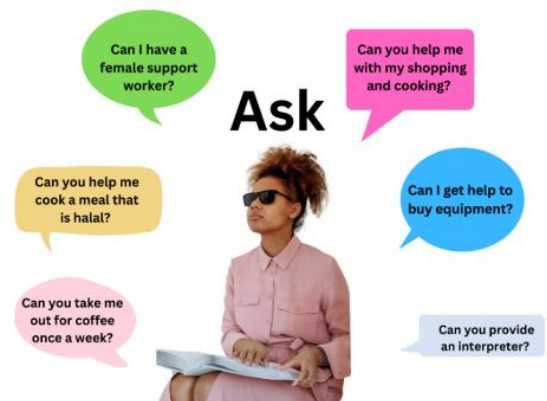 Can I have a
female support
worker?
Can you help me
with my shopping
and cooking?
Ask
Can you help me
cook a meal that
is halal?
Can I get help to
buy equipment?
Can you take me
out for coffee
once a week?
Can you provide
an interpreter?